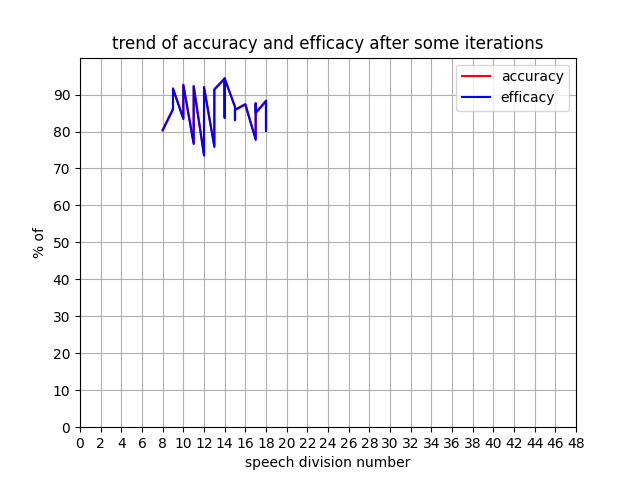 trend of accuracy and efficacy after some iterations
accuracy
efficacy
90
80
70
60
50
40
30
20
10
0
% of
0 2 4 6 8 10 12 14 16 18 20 22 24 26 28 30 32 34 36 38 40 42 44 46 48
speech division number